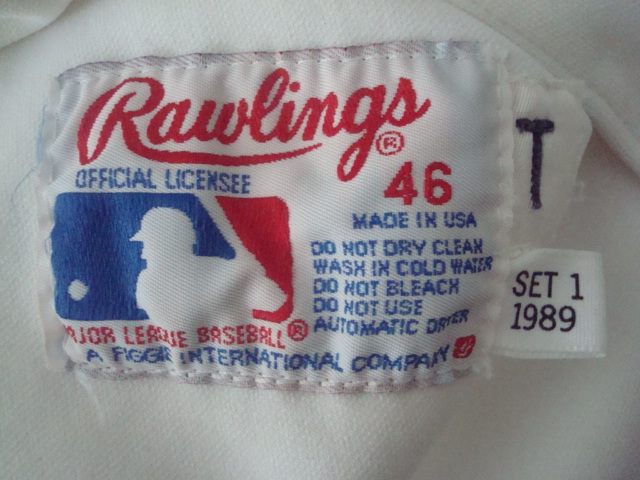 Rawlings®
OFFICIAL LICENSEE
46
MADE IN USA
DO NOT DRY CLEAN
WASH IN COLD WATER
DO NOT BLEACH
DO NOT USE
AUTOMATIC DRYER
MAJOR LEAGUE BASEBALL®
A FIGGIE INTERNATIONAL COMPANY
T
SET 1
1989